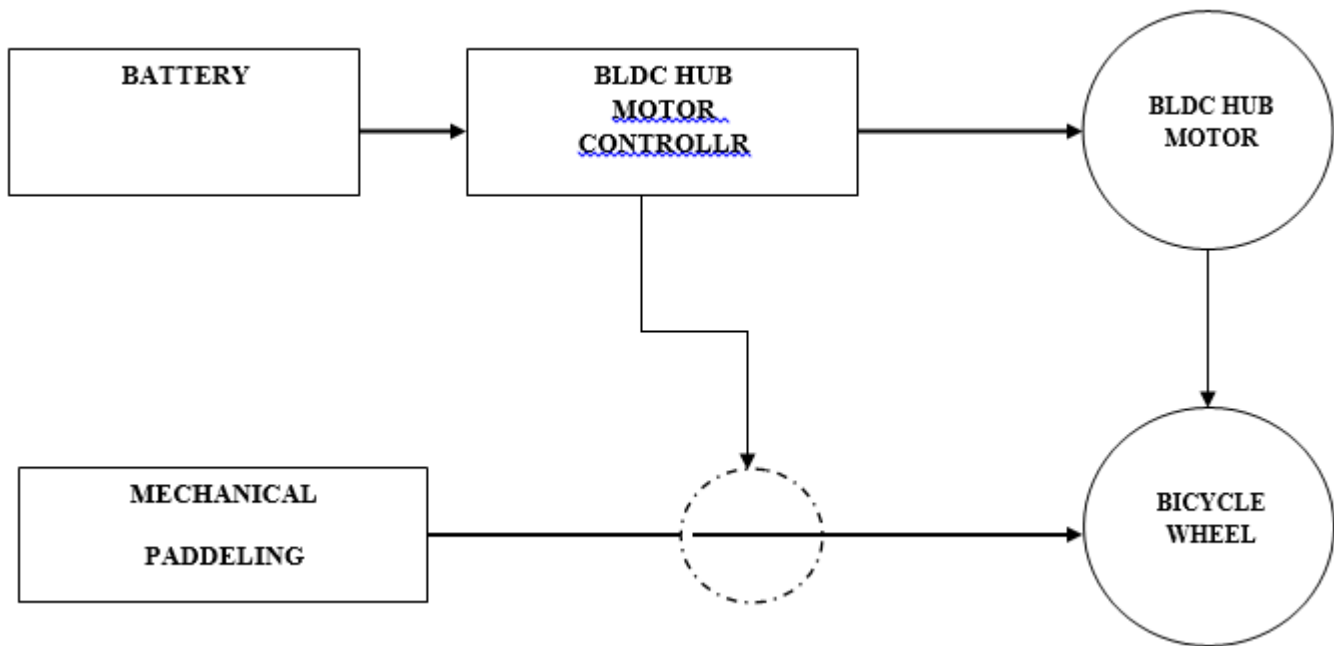 BATTERY
BLDC HUB
MOTOR
CONTROLLR
BLDC HUB
MOTOR
MECHANICAL
PADDELING
BICYCLE
WHEEL